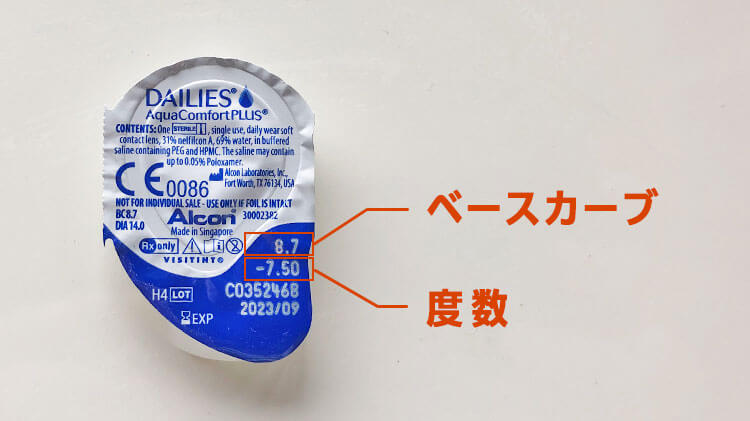 DAILIES®
AquaComfortPLUS®
CONTENTS: One STERILE, single use, daily wear soft
contact lens, 31% nelfilcon A, 69% water, in buffered
saline containing PEG and HPMC. The saline may contain
up to 0.05% Poloxamer.
CE 0086
Alcon Laboratories, Inc.,
Fort Worth, TX 76134, USA
NOT FOR INDIVIDUAL SALE - USE ONLY IF FOIL IS INTACT
BC 8.7
DIA 14.0
Alcon
30002382
Made in Singapore
Rx only
VISITINT®
8.7
-7.50
H4 LOT C0352468
2023/09
EXP
ベースカーブ
度数